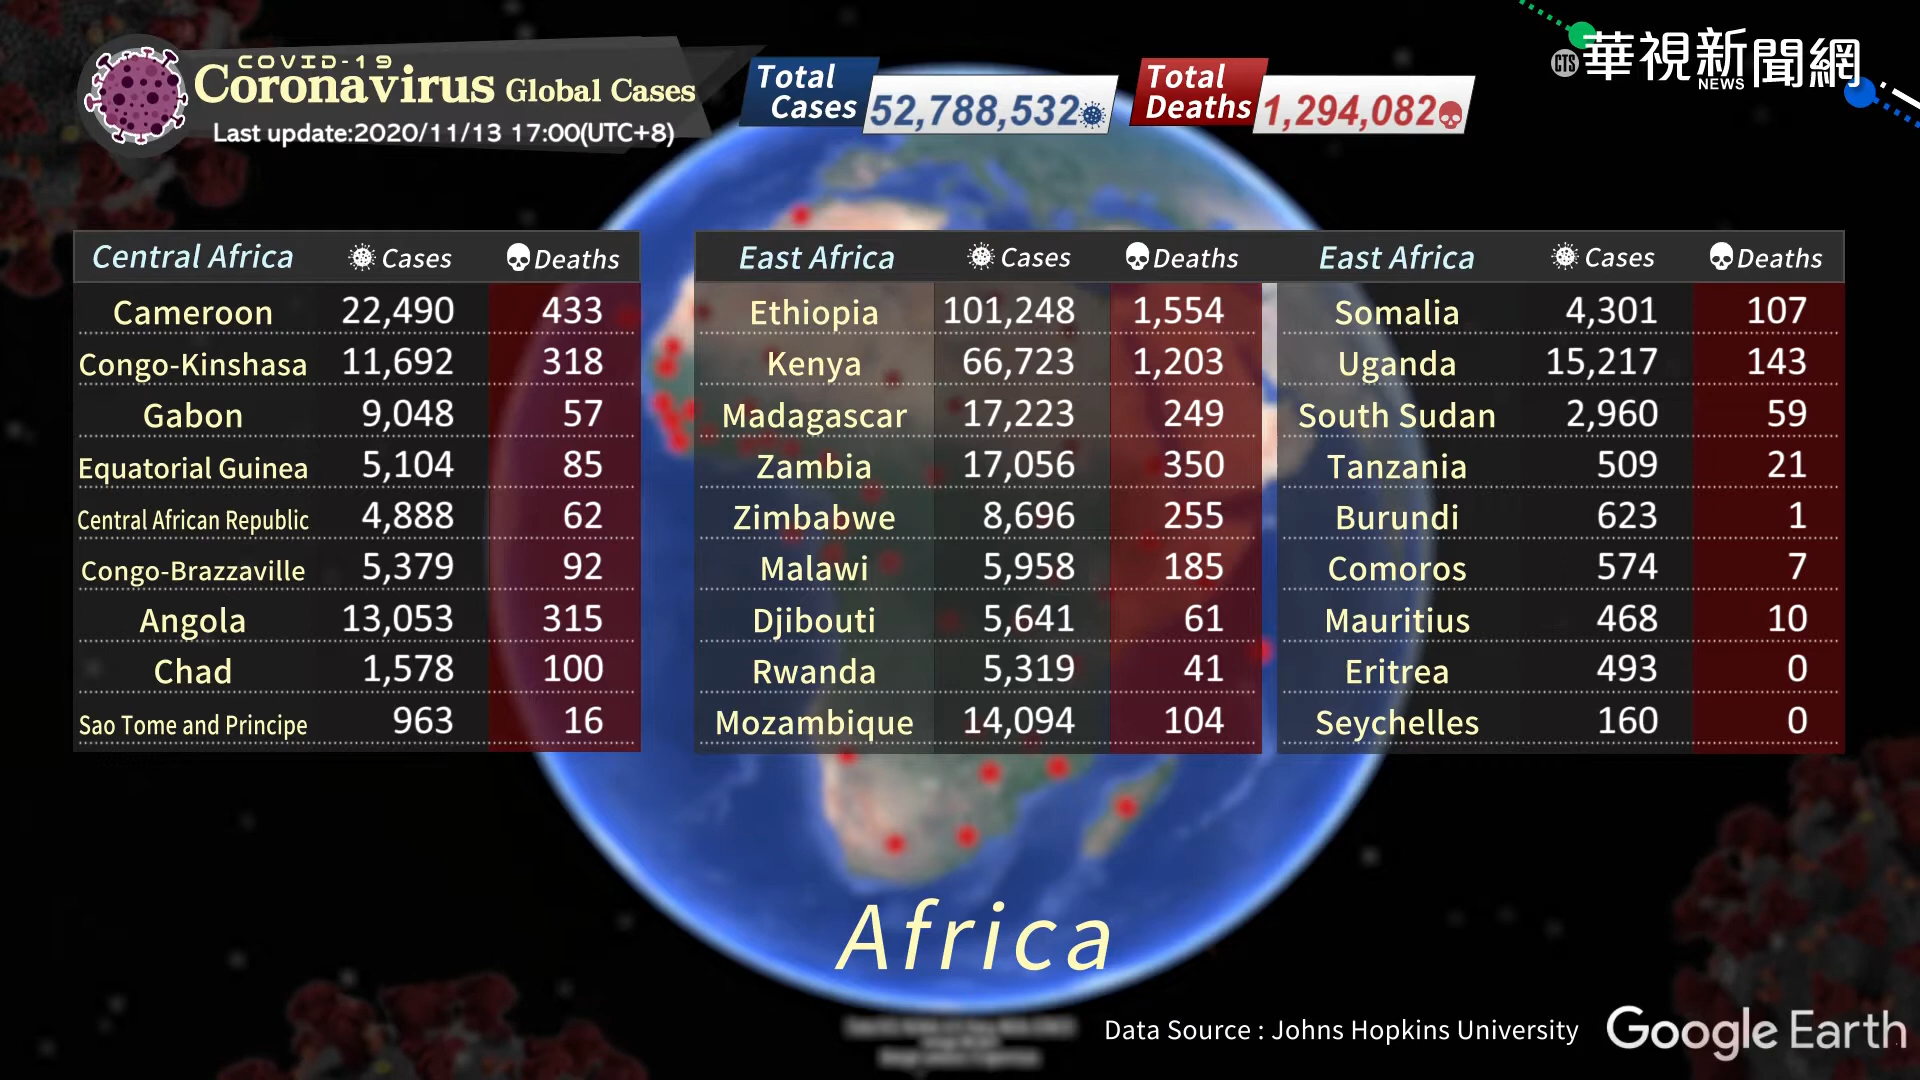 COVID-19
Coronavirus Global Cases
Last update:2020/11/13 17:00(UTC+8)
Total Cases 52,788,532
Total Deaths 1,294,082
CTS 華視新聞網
NEWS
Central Africa Cases Deaths
Cameroon 22,490 433
Congo-Kinshasa 11,692 318
Gabon 9,048 57
Equatorial Guinea 5,104 85
Central African Republic 4,888 62
Congo-Brazzaville 5,379 92
Angola 13,053 315
Chad 1,578 100
Sao Tome and Principe 963 16
East Africa Cases Deaths
Ethiopia 101,248 1,554
Kenya 66,723 1,203
Madagascar 17,223 249
Zambia 17,056 350
Zimbabwe 8,696 255
Malawi 5,958 185
Djibouti 5,641 61
Rwanda 5,319 41
Mozambique 14,094 104
East Africa Cases Deaths
Somalia 4,301 107
Uganda 15,217 143
South Sudan 2,960 59
Tanzania 509 21
Burundi 623 1
Comoros 574 7
Mauritius 468 10
Eritrea 493 0
Seychelles 160 0
Africa
Data Source : Johns Hopkins University
Google Earth